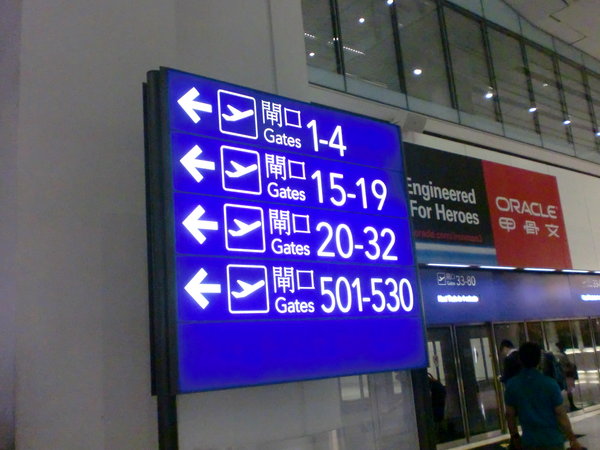 閘口
Gates 1-4
閘口
Gates 15-19
閘口
Gates 20-32
閘口
Gates 501-530
Engineered
For Heroes
ORACLE
甲骨文
33-80